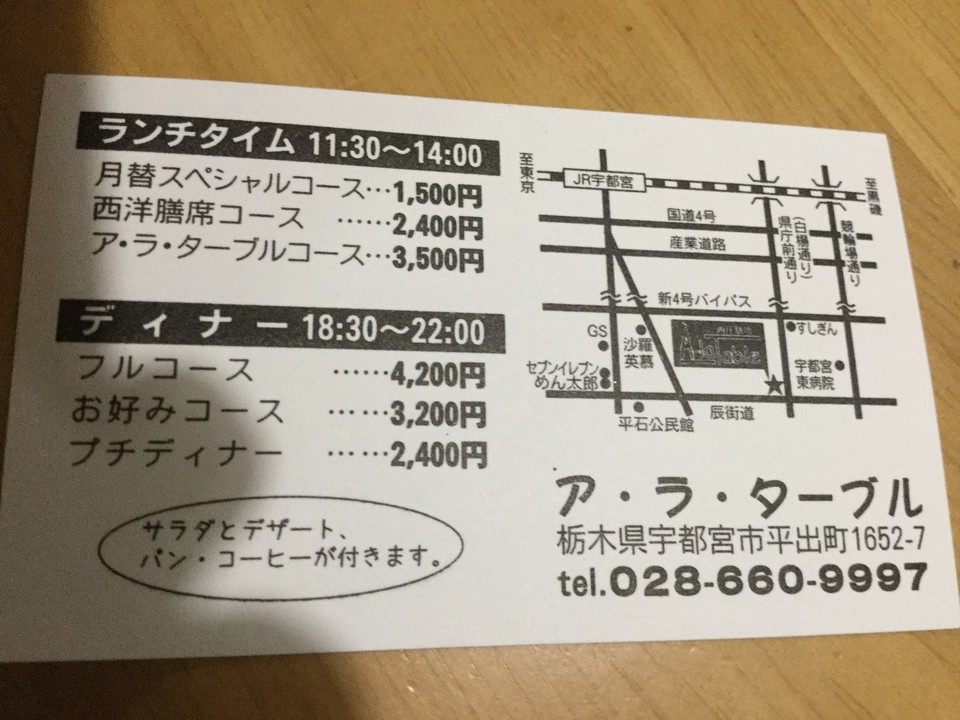 ランチタイム 11:30〜14:00
月替スペシャルコース…1,500円
西洋膳席コース ……2,400円
ア・ラ・ターブルコース…3,500円
ディナー 18:30〜22:00
フルコース ……4,200円
お好みコース ……3,200円
プチディナー ……2,400円
サラダとデザート、
パン・コーヒーが付きます。
至東京
JR宇都宮
至黒磯
国道4号
産業道路
県庁前通り
(白楊通り)
競輪場通り
新4号バイパス
GS
沙羅
英慕
セブンイレブン
めん太郎
平石公民館
辰街道
すしぎん
宇都宮
東病院
ア・ラ・ターブル
栃木県宇都宮市平出町1652-7
tel.028-660-9997